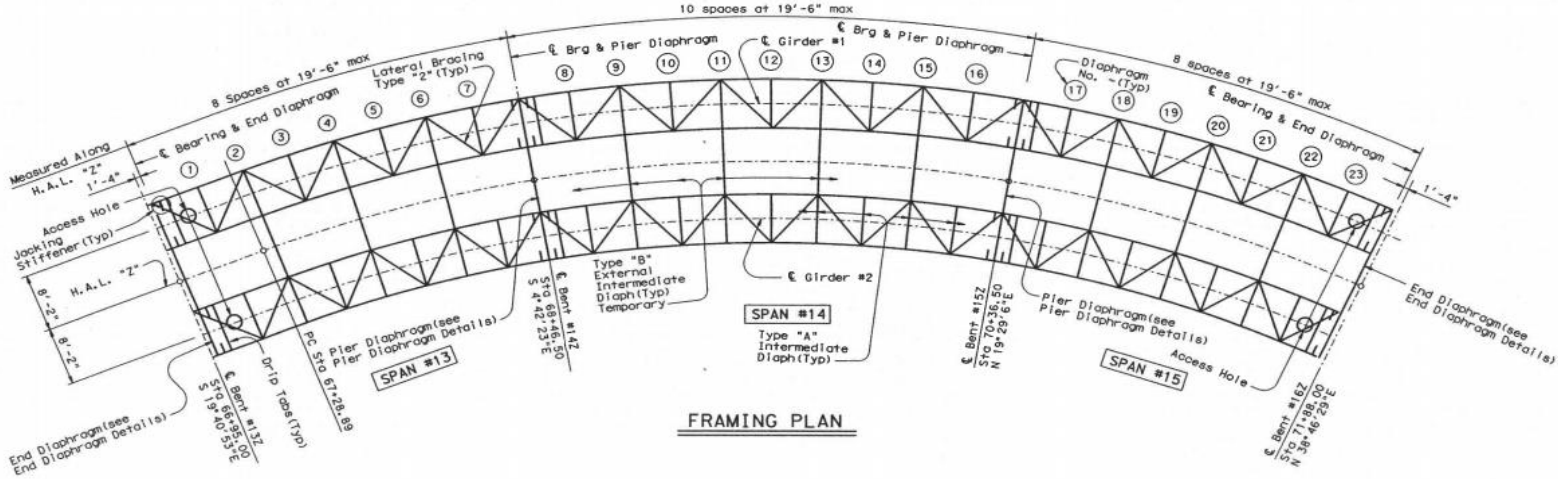 10 spaces at 19'-6" max
8 Spaces at 19'-6" max
8 spaces at 19'-6" max
℄ Brg & Pier Diaphragm
℄ Girder #1
℄ Brg & Pier Diaphragm
Lateral Bracing
Type "2"(Typ)
Diaphragm
No. -(Typ)
℄ Bearing & End Diaphragm
℄ Bearing & End Diaphragm
1
2
3
4
5
6
7
8
9
10
11
12
13
14
15
16
17
18
19
20
21
22
23
Measured Along
H.A.L. "Z"
1'-4"
1'-4"
Access Hole
Jacking
Stiffener(Typ)
H.A.L. "Z"
8'-2"
8'-2"
Type "B"
External
Intermediate
Diaph(Typ)
Temporary
℄ Girder #2
SPAN #14
Type "A"
Intermediate
Diaph(Typ)
Pier Diaphragm(see
Pier Diaphragm Details)
SPAN #13
℄ Bent #14Z
Sta 68+46.50
S 4°42'23"E
℄ Bent #15Z
Sta 70+36.50
N 19°29'6"E
Pier Diaphragm(see
Pier Diaphragm Details)
SPAN #15
Access Hole
End Diaphragm(see
End Diaphragm Details)
End Diaphragm(see
End Diaphragm Details)
℄ Bent #13Z
Sta 66+95.00
S 19°40'53"E
Drip Tabs(Typ)
PC Sta 67+28.89
℄ Bent #16Z
Sta 71+88.00
N 38°46'29"E
FRAMING PLAN